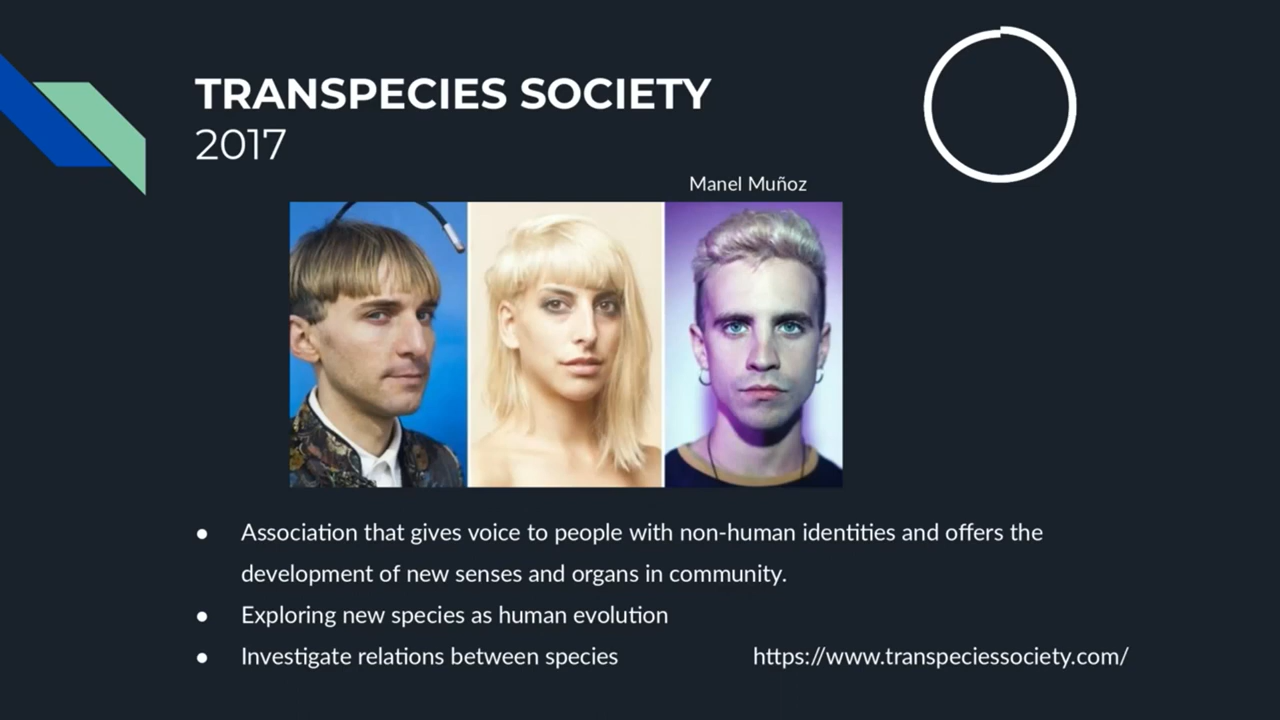 TRANSPECIES SOCIETY
2017
Manel Muñoz
● Association that gives voice to people with non-human identities and offers the
development of new senses and organs in community.
● Exploring new species as human evolution
● Investigate relations between species
https://www.transpeciessociety.com/